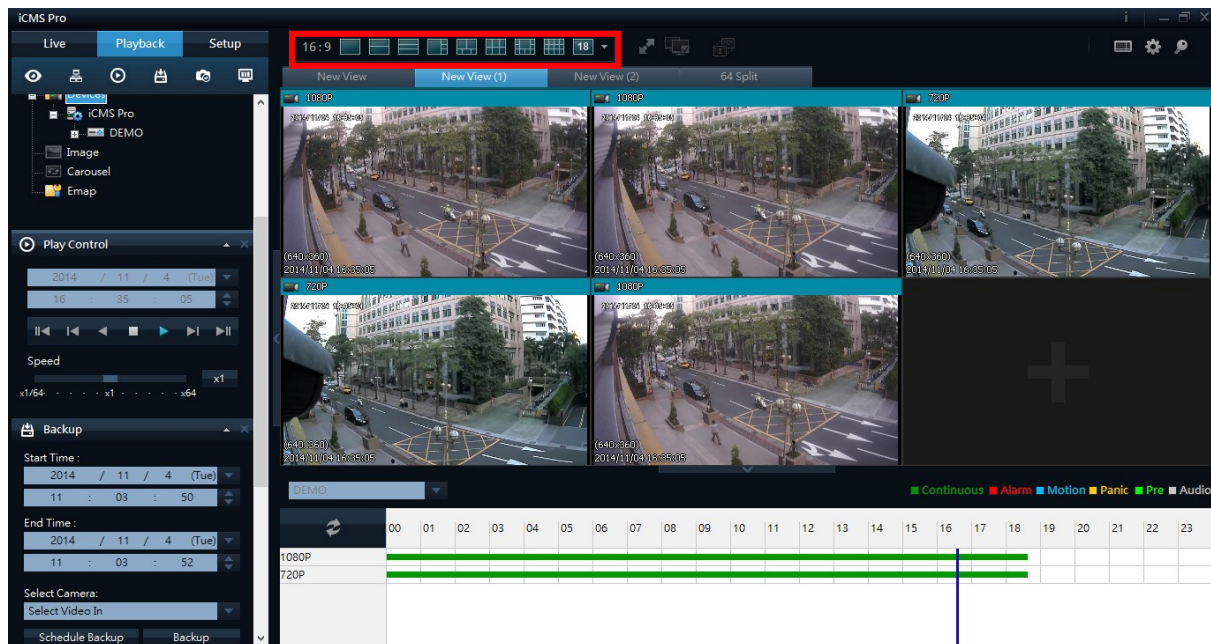 iCMS Pro
Live Playback Setup
16:9 18
New View New View (1) New View (2) 64 Split
Devices
iCMS Pro
DEMO
Image
Carousel
Emap
Play Control
2014 / 11 / 4 (Tue)
16 : 35 : 05
Speed
x1
x1/64 x1 x64
Backup
Start Time :
2014 / 11 / 4 (Tue)
11 : 03 : 50
End Time :
2014 / 11 / 4 (Tue)
11 : 03 : 52
Select Camera:
Select Video In
Schedule Backup Backup
1080P 1080P 720P
(640x360) (640x360) (640x360)
2014/11/04 16:35:05 2014/11/04 16:35:05 2014/11/04 16:35:05
720P 1080P
(640x360) (640x360)
2014/11/04 16:35:05 2014/11/04 16:35:05
DEMO Continuous Alarm Motion Panic Pre Audio
00 01 02 03 04 05 06 07 08 09 10 11 12 13 14 15 16 17 18 19 20 21 22 23
1080P
720P